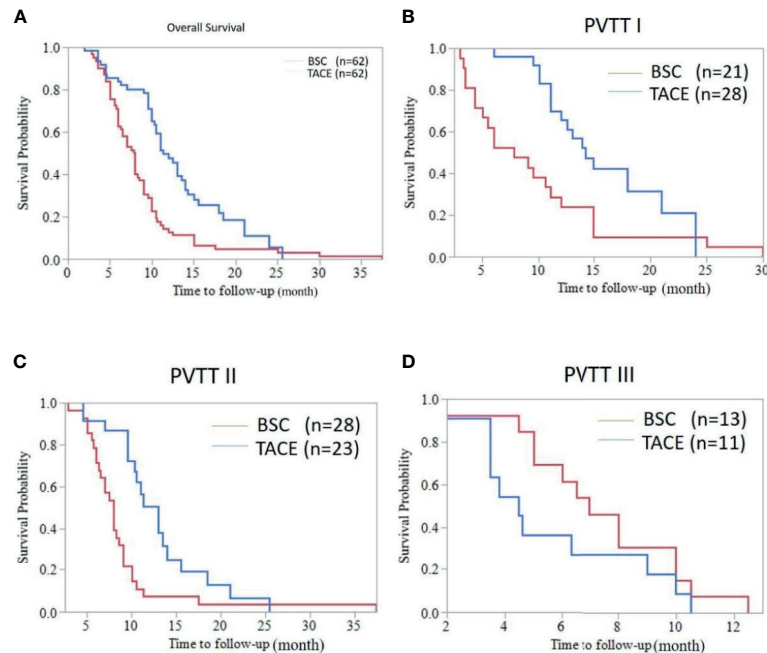 A
Overall Survival
BSC (n=62)
TACE (n=62)
Survival Probability
1.0
0.8
0.6
0.4
0.2
0.0
0 5 10 15 20 25 30 35
Time to follow-up (month)
B
PVTT I
BSC (n=21)
TACE (n=28)
Survival Probability
1.0
0.8
0.6
0.4
0.2
0.0
5 10 15 20 25 30
Time to follow-up (month)
C
PVTT II
BSC (n=28)
TACE (n=23)
Survival Probability
1.0
0.8
0.6
0.4
0.2
0.0
5 10 15 20 25 30 35
Time to follow-up (month)
D
PVTT III
BSC (n=13)
TACE (n=11)
Survival Probability
1.0
0.8
0.6
0.4
0.2
0.0
2 4 6 8 10 12
Time to follow-up (month)